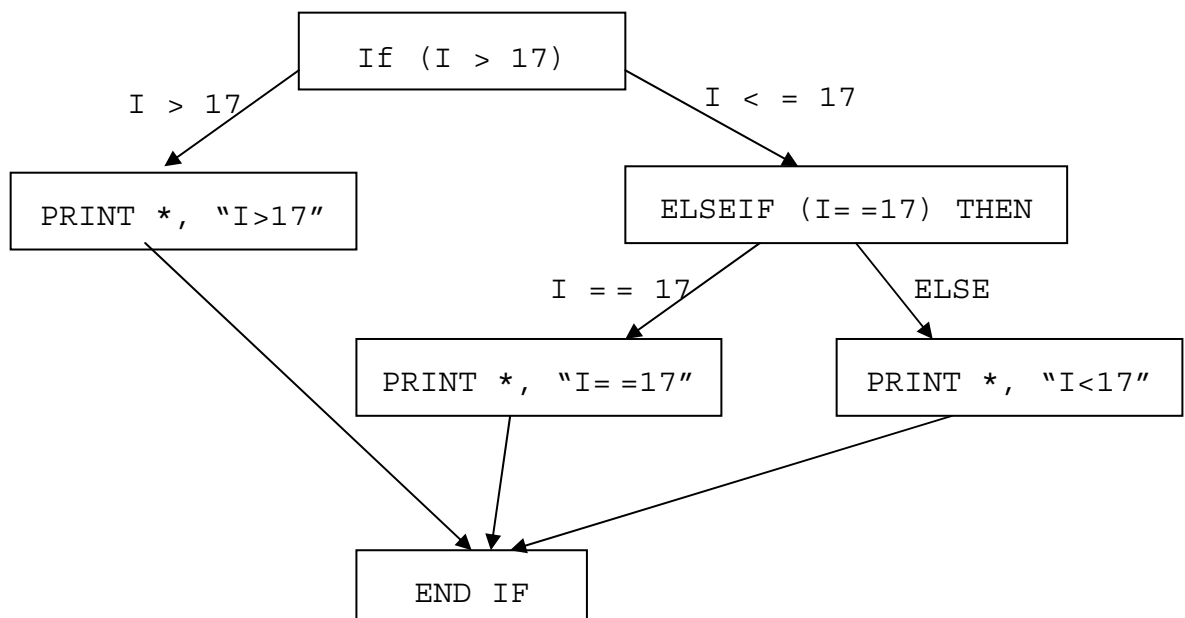 If (I > 17)
I > 17
I < = 17
PRINT *, “I>17”
ELSEIF (I= =17) THEN
I == 17
ELSE
PRINT *, “I= =17”
PRINT *, “I<17”
END IF